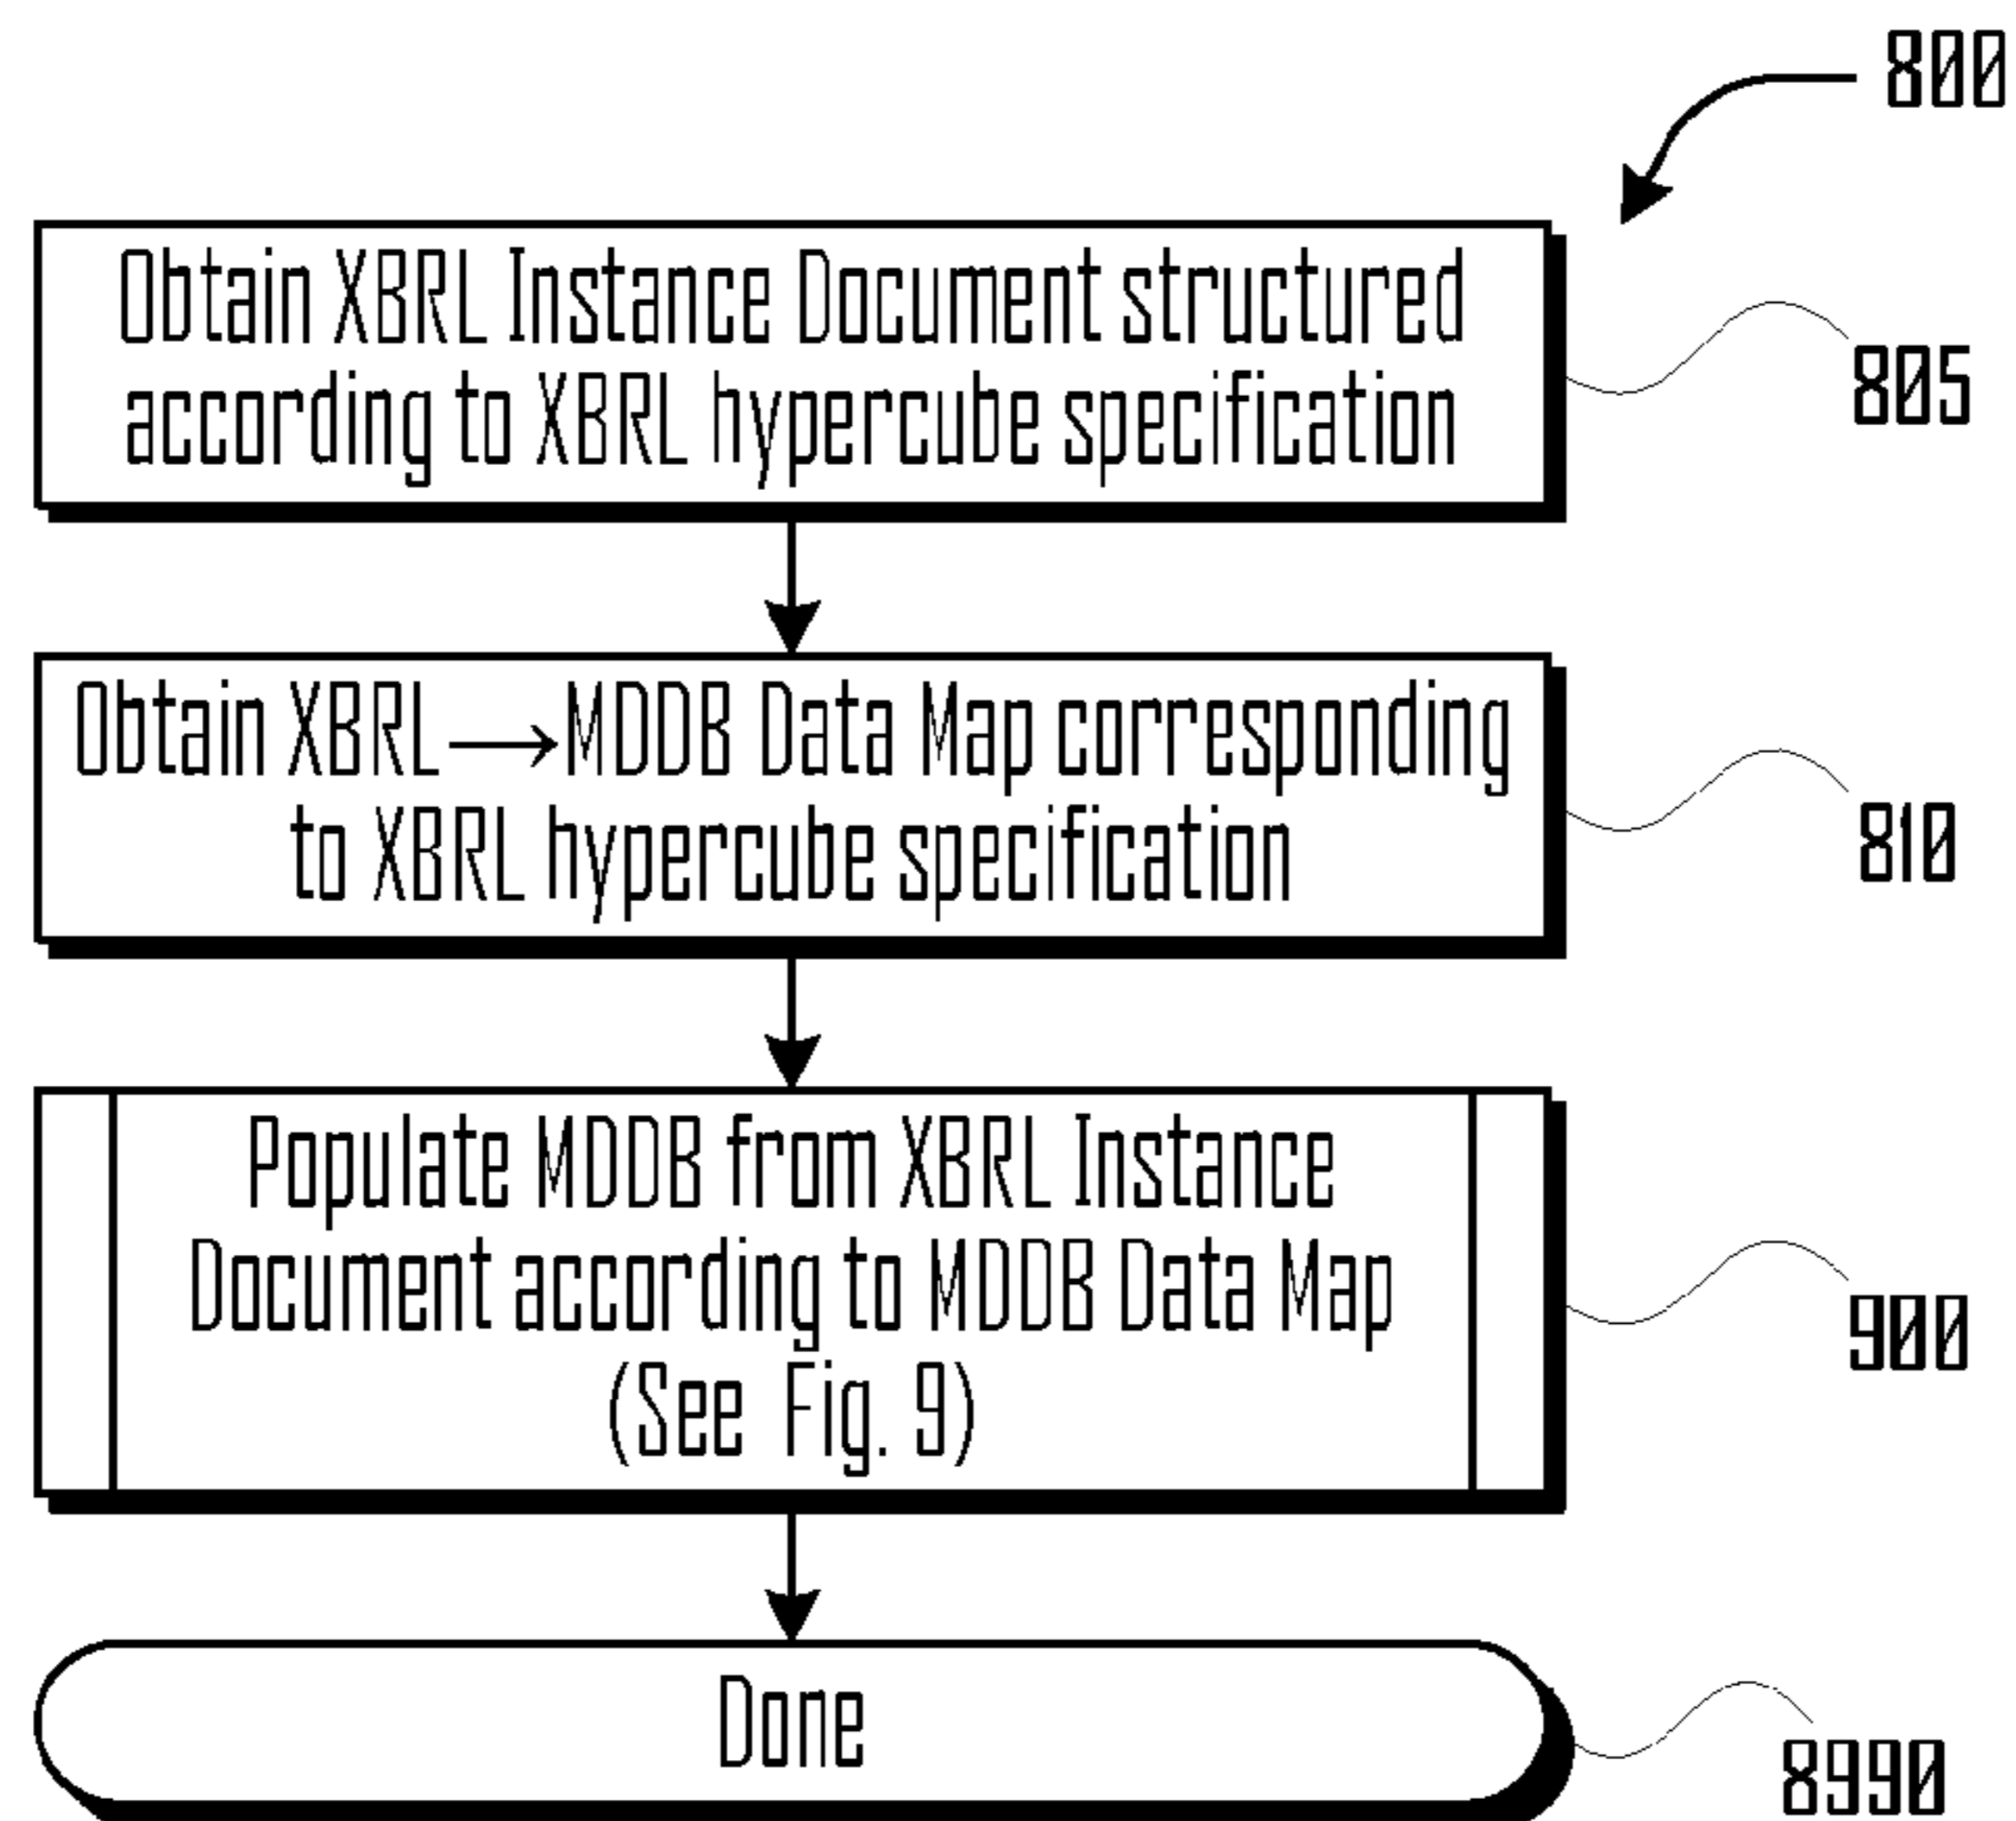 800
Obtain XBRL Instance Document structured
according to XBRL hypercube specification
805
Obtain XBRL→MDDB Data Map corresponding
to XBRL hypercube specification
810
Populate MDDB from XBRL Instance
Document according to MDDB Data Map
(See Fig. 9)
900
Done
8990